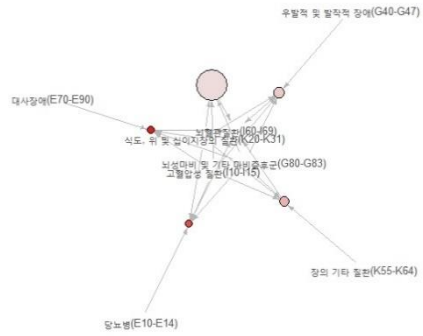 우발적 및 발작적 장애(G40-G47)
대사장애(E70-E90)
뇌혈관질환(I60-I69)
식도, 위 및 십이지장의 질환(K20-K31)
뇌성마비 및 기타 마비증후군(G80-G83)
고혈압성 질환(I10-I15)
장의 기타 질환(K55-K64)
당뇨병(E10-E14)